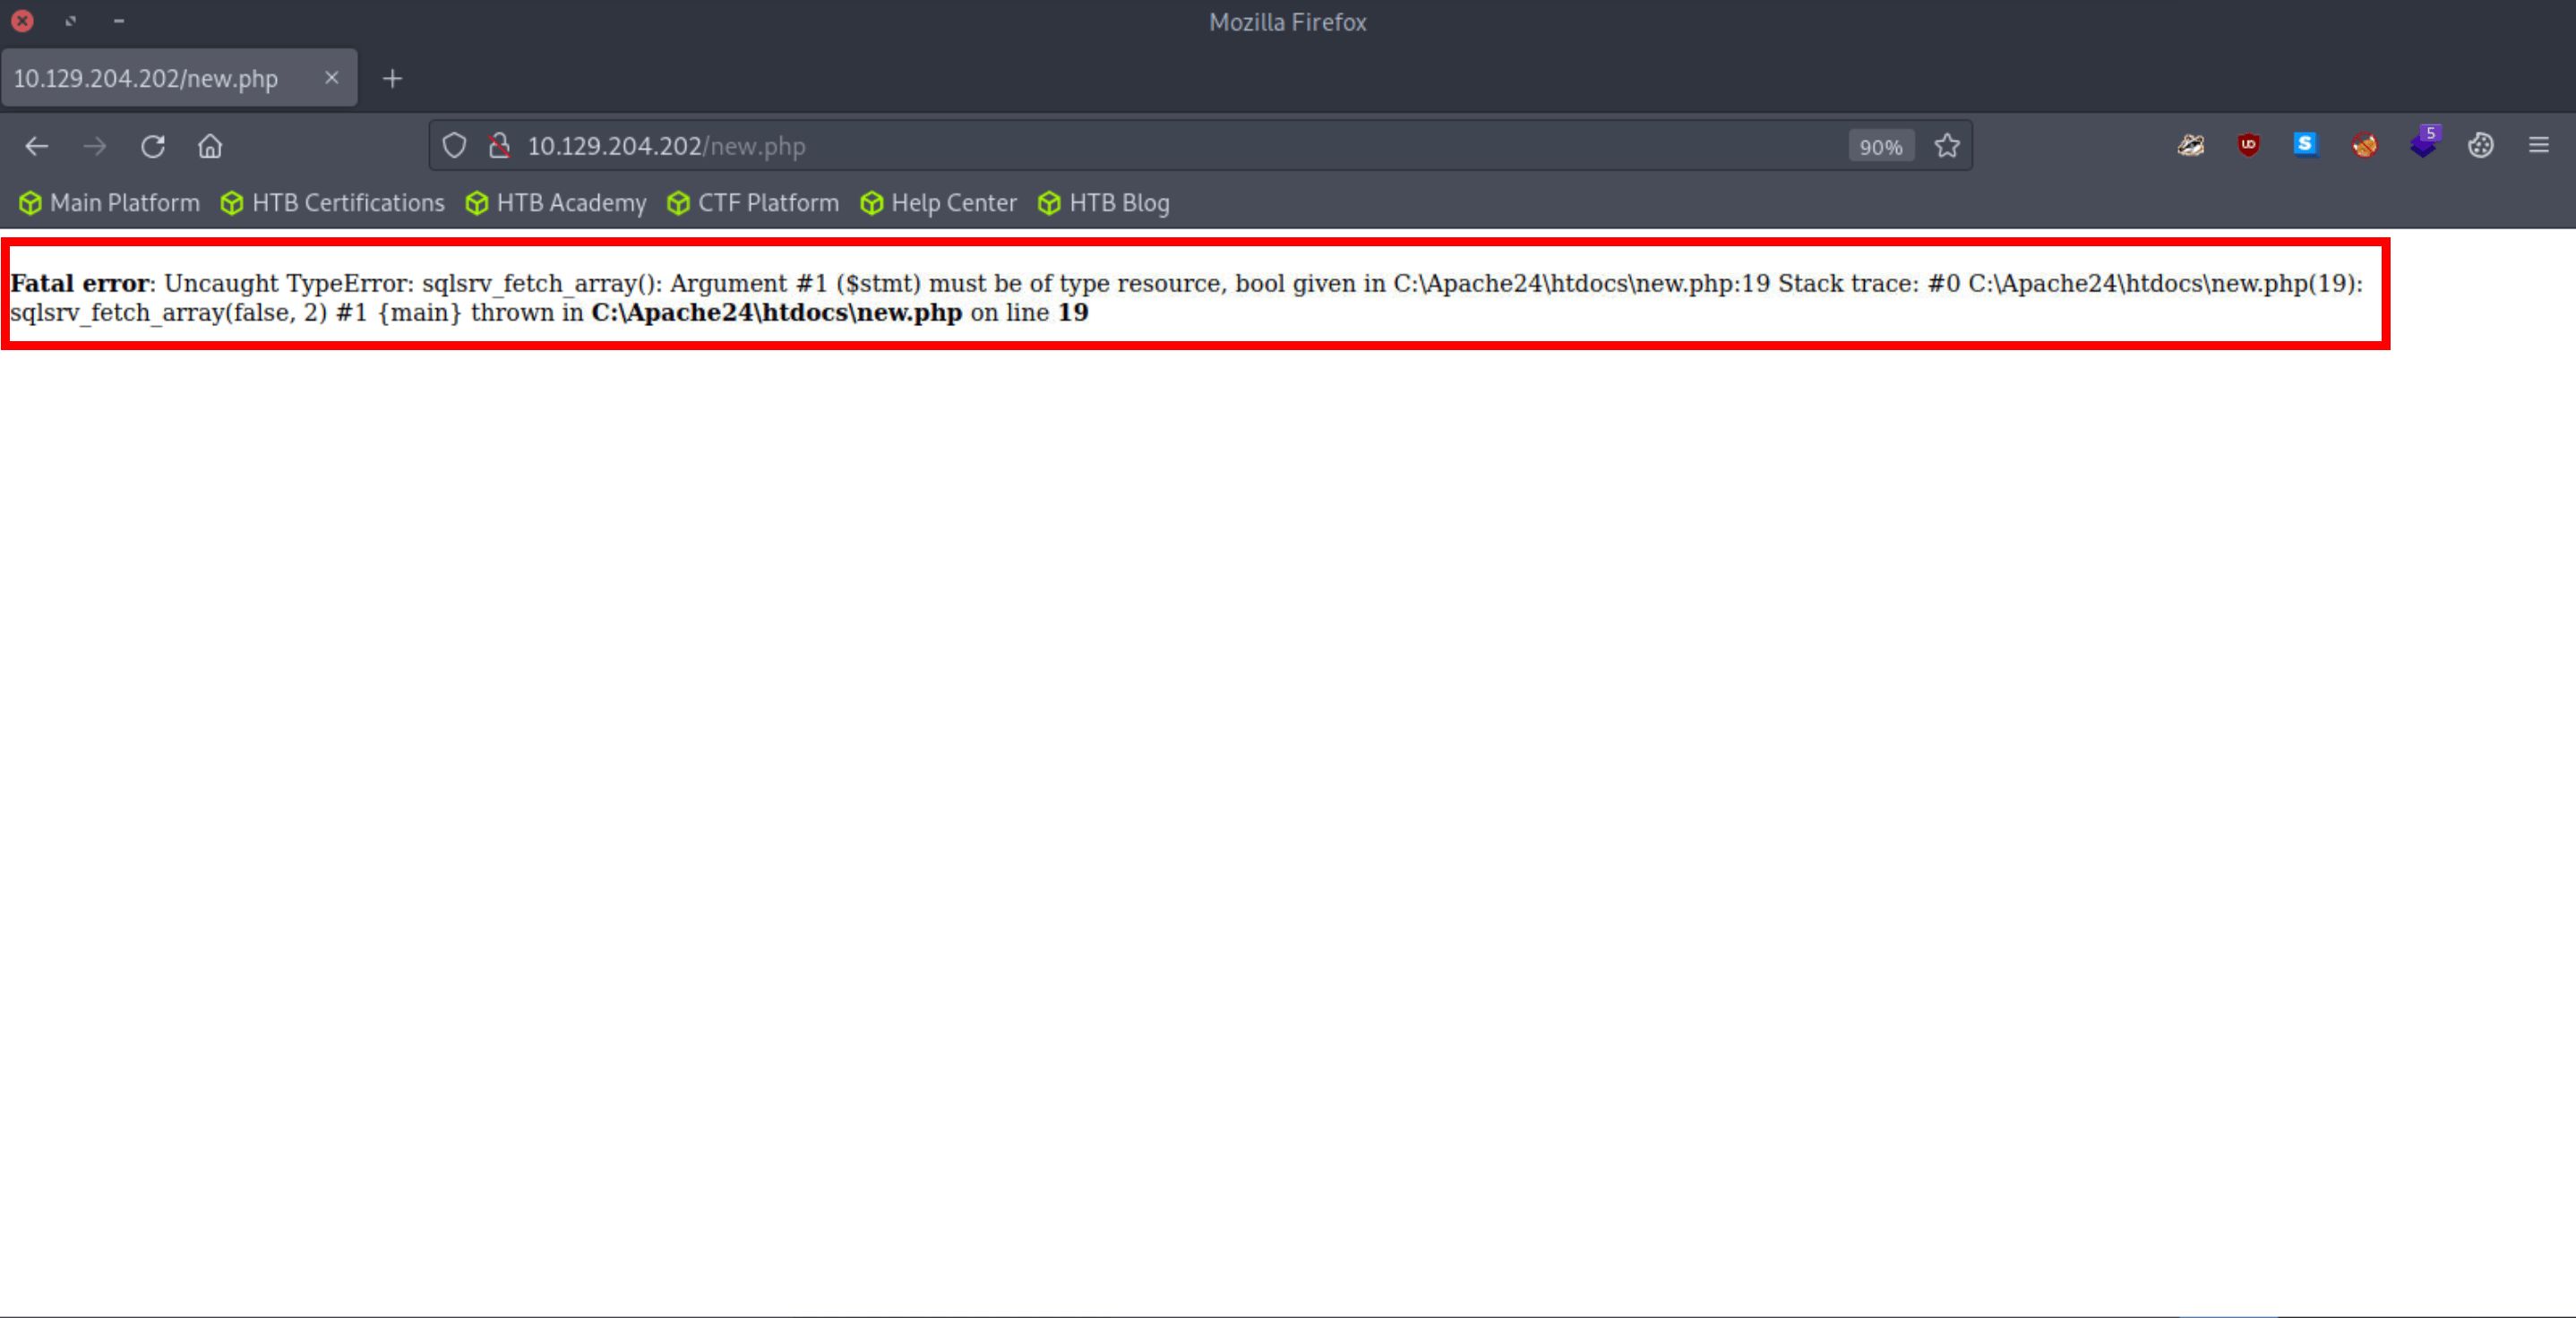 Mozilla Firefox
10.129.204.202/new.php
10.129.204.202/new.php 90% S 5
Main Platform HTB Certifications HTB Academy CTF Platform Help Center HTB Blog
Fatal error: Uncaught TypeError: sqlsrv_fetch_array(): Argument #1 ($stmt) must be of type resource, bool given in C:\Apache24\htdocs\new.php:19 Stack trace: #0 C:\Apache24\htdocs\new.php(19):
sqlsrv_fetch_array(false, 2) #1 {main} thrown in C:\Apache24\htdocs\new.php on line 19